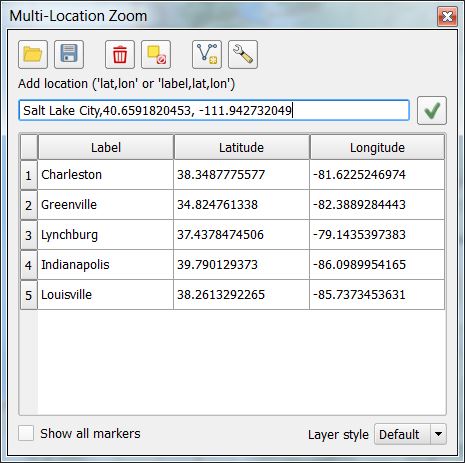 Multi-Location Zoom
Add location ('lat,lon' or 'label,lat,lon')
Salt Lake City,40.6591820453, -111.942732049
Label Latitude Longitude
1 Charleston 38.3487775577 -81.6225246974
2 Greenville 34.824761338 -82.3889284443
3 Lynchburg 37.4378474506 -79.1435397383
4 Indianapolis 39.790129373 -86.0989954165
5 Louisville 38.2613292265 -85.7373453631
Show all markers Layer style Default